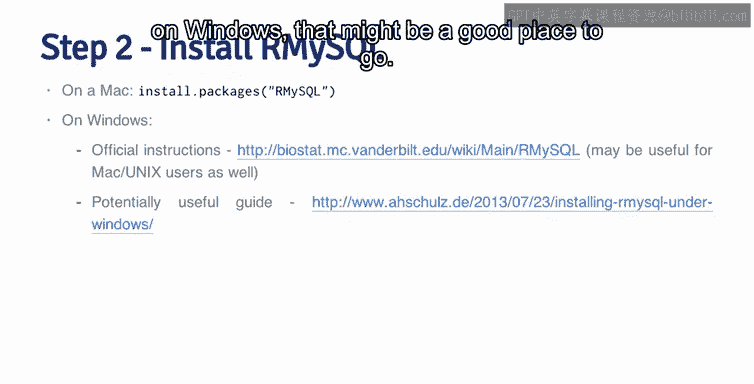 on Windows, that might be a good place to
go.
Step 2 - Install RMySQL
· On a Mac: install.packages("RMySQL")
· On Windows:
- Official instructions - http://biostat.mc.vanderbilt.edu/wiki/Main/RMySQL (may be useful for
Mac/UNIX users as well)
- Potentially useful guide - http://www.ahschulz.de/2013/07/23/installing-rmysql-under-
windows/